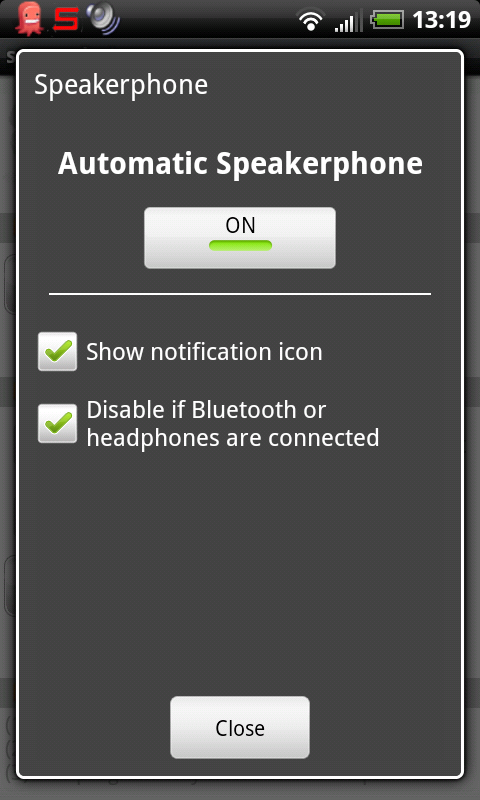 13:19
Speakerphone
Automatic Speakerphone
ON
Show notification icon
Disable if Bluetooth or
headphones are connected
Close